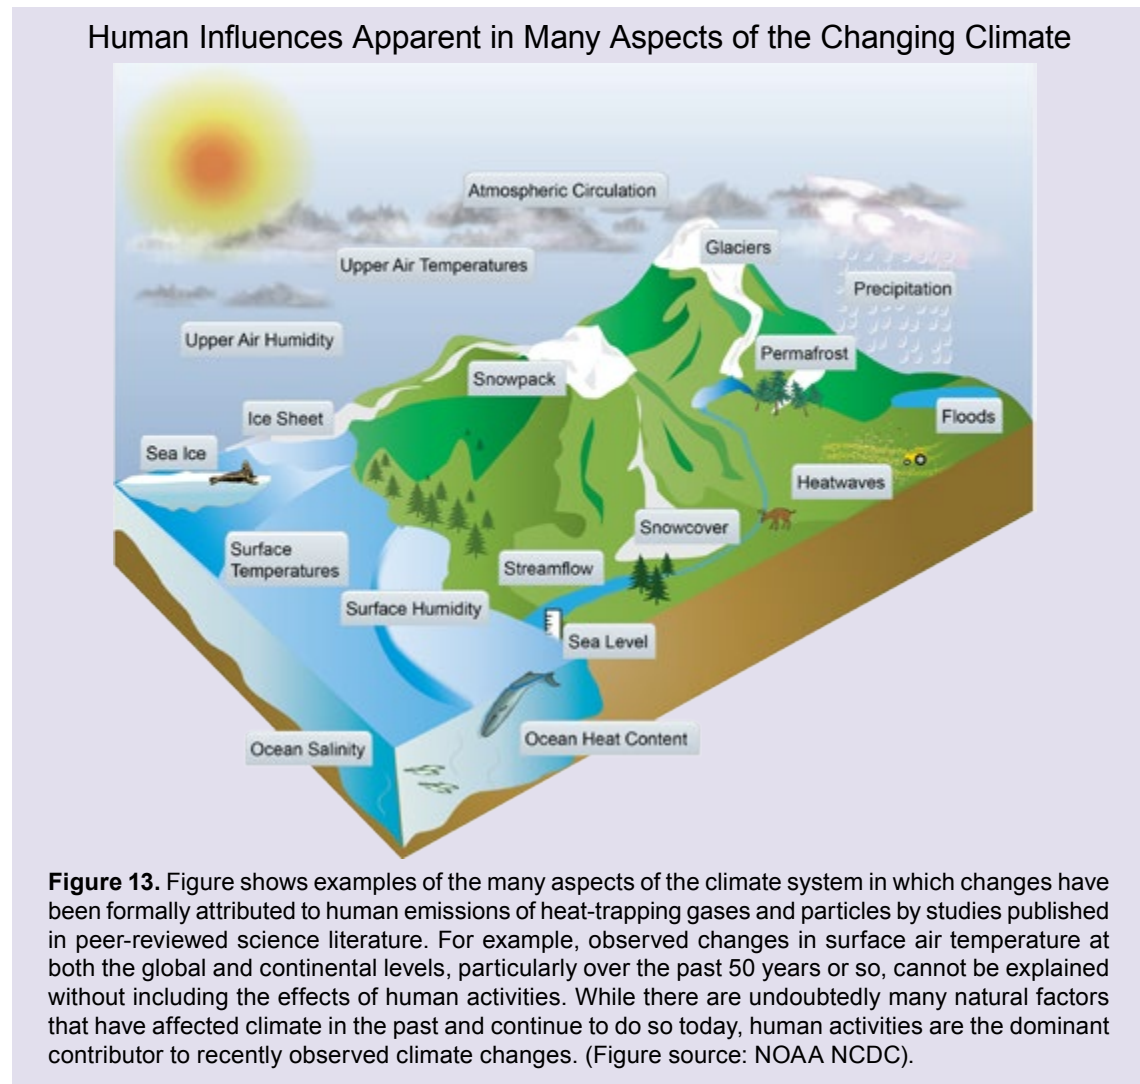 Human Influences Apparent in Many Aspects of the Changing Climate
Atmospheric Circulation
Glaciers
Upper Air Temperatures
Precipitation
Upper Air Humidity
Permafrost
Snowpack
Ice Sheet
Floods
Sea Ice
Heatwaves
Snowcover
Surface
Temperatures
Streamflow
Surface Humidity
Sea Level
Ocean Salinity
Ocean Heat Content
Figure 13. Figure shows examples of the many aspects of the climate system in which changes have
been formally attributed to human emissions of heat-trapping gases and particles by studies published
in peer-reviewed science literature. For example, observed changes in surface air temperature at
both the global and continental levels, particularly over the past 50 years or so, cannot be explained
without including the effects of human activities. While there are undoubtedly many natural factors
that have affected climate in the past and continue to do so today, human activities are the dominant
contributor to recently observed climate changes. (Figure source: NOAA NCDC).